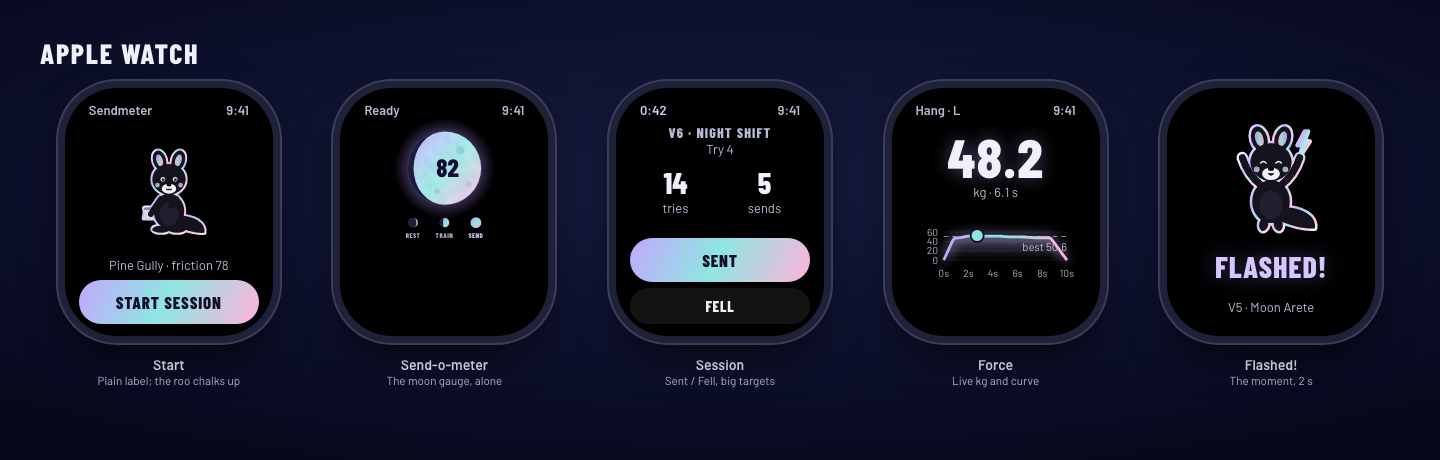 APPLE WATCH
Sendmeter 9:41
Pine Gully · friction 78
START SESSION
Start
Plain label; the roo chalks up
Ready 9:41
82
REST TRAIN SEND
Send-o-meter
The moon gauge, alone
0:42 9:41
V6 · NIGHT SHIFT
Try 4
14 5
tries sends
SENT
FELL
Session
Sent / Fell, big targets
Hang · L 9:41
48.2
kg · 6.1 s
60
40
20
0
best 50.6
0s 2s 4s 6s 8s 10s
Force
Live kg and curve
FLASHED!
V5 · Moon Arete
Flashed!
The moment, 2 s